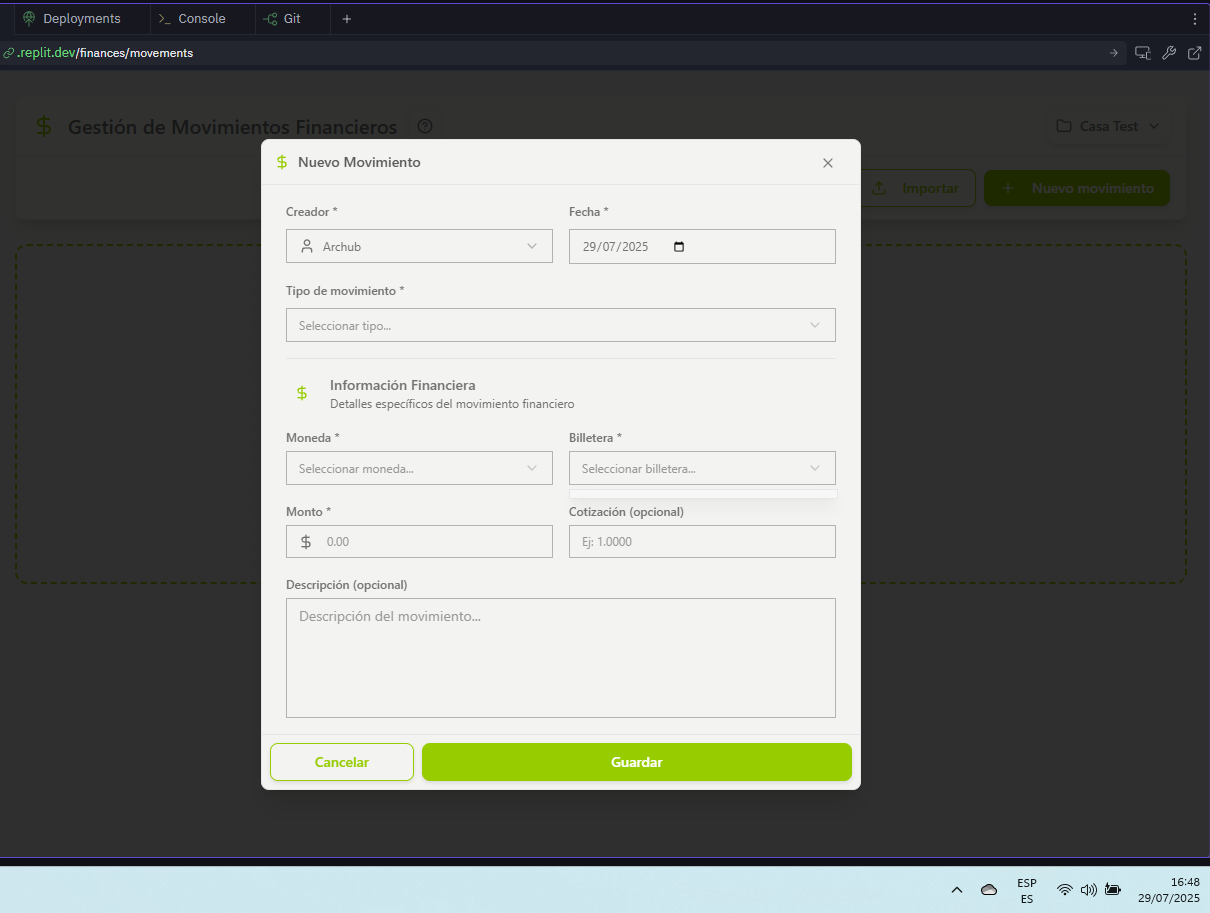 Deployments
>_ Console
Git
.replit.dev/finances/movements
$ Gestión de Movimientos Financieros
Casa Test
Importar
+ Nuevo movimiento
$ Nuevo Movimiento
Creador *
Fecha *
Archub
29/07/2025
Tipo de movimiento *
Seleccionar tipo...
$ Información Financiera
Detalles específicos del movimiento financiero
Moneda *
Billetera *
Seleccionar moneda...
Seleccionar billetera...
Monto *
Cotización (opcional)
$ 0.00
Ej: 1.0000
Descripción (opcional)
Descripción del movimiento...
Cancelar
Guardar
ESP
ES
16:48
29/07/2025